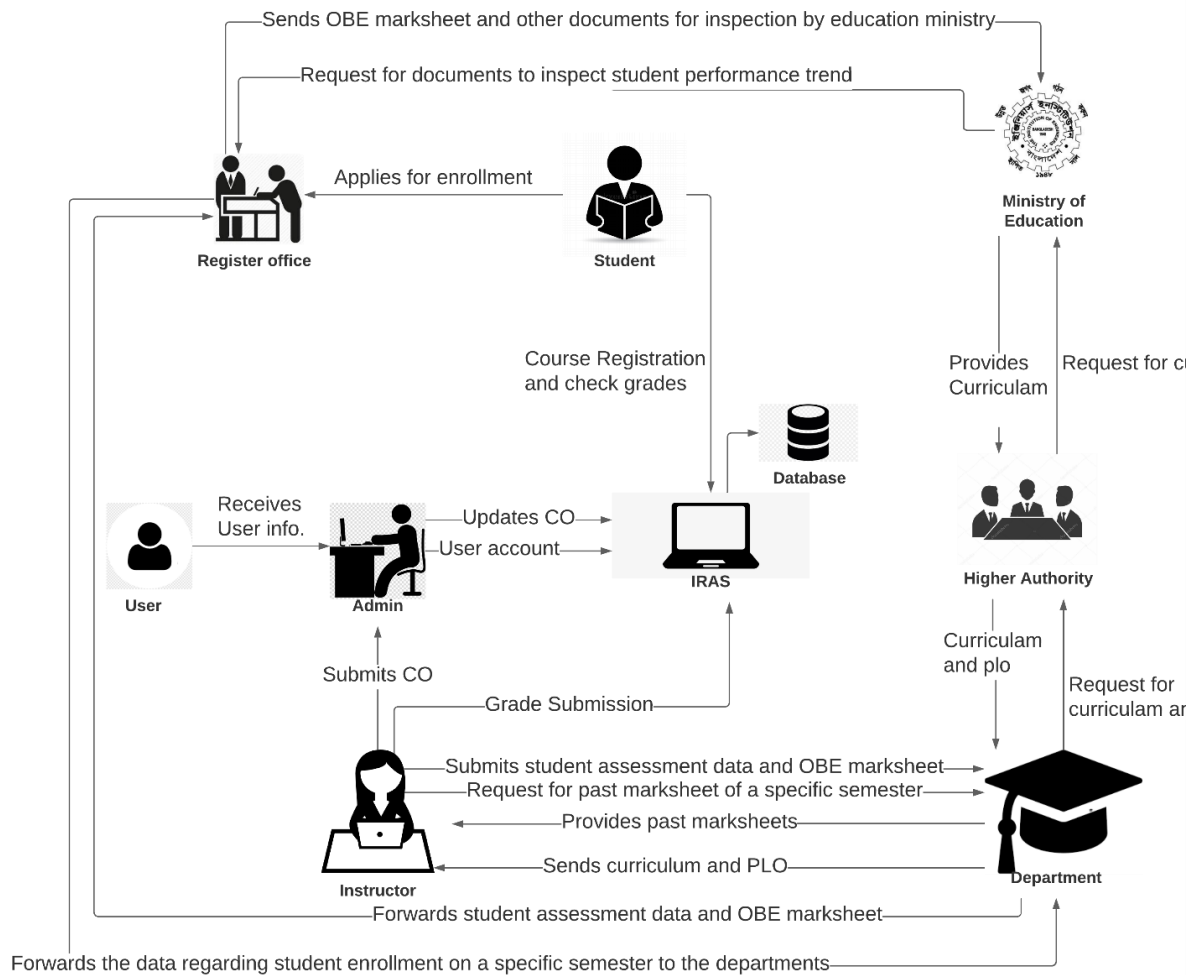 Sends OBE marksheet and other documents for inspection by education ministry
Request for documents to inspect student performance trend
Applies for enrollment
Ministry of
Education
Register office
Student
Course Registration
and check grades
Provides
Curriculam
Request for
Database
Receives
User info.
Updates CO
User account
User
Admin
IRAS
Higher Authority
Submits CO
Curriculam
and plo
Grade Submission
Request for
curriculam
Submits student assessment data and OBE marksheet
Request for past marksheet of a specific semester
Provides past marksheets
Sends curriculum and PLO
Instructor
Department
Forwards student assessment data and OBE marksheet
Forwards the data regarding student enrollment on a specific semester to the departments